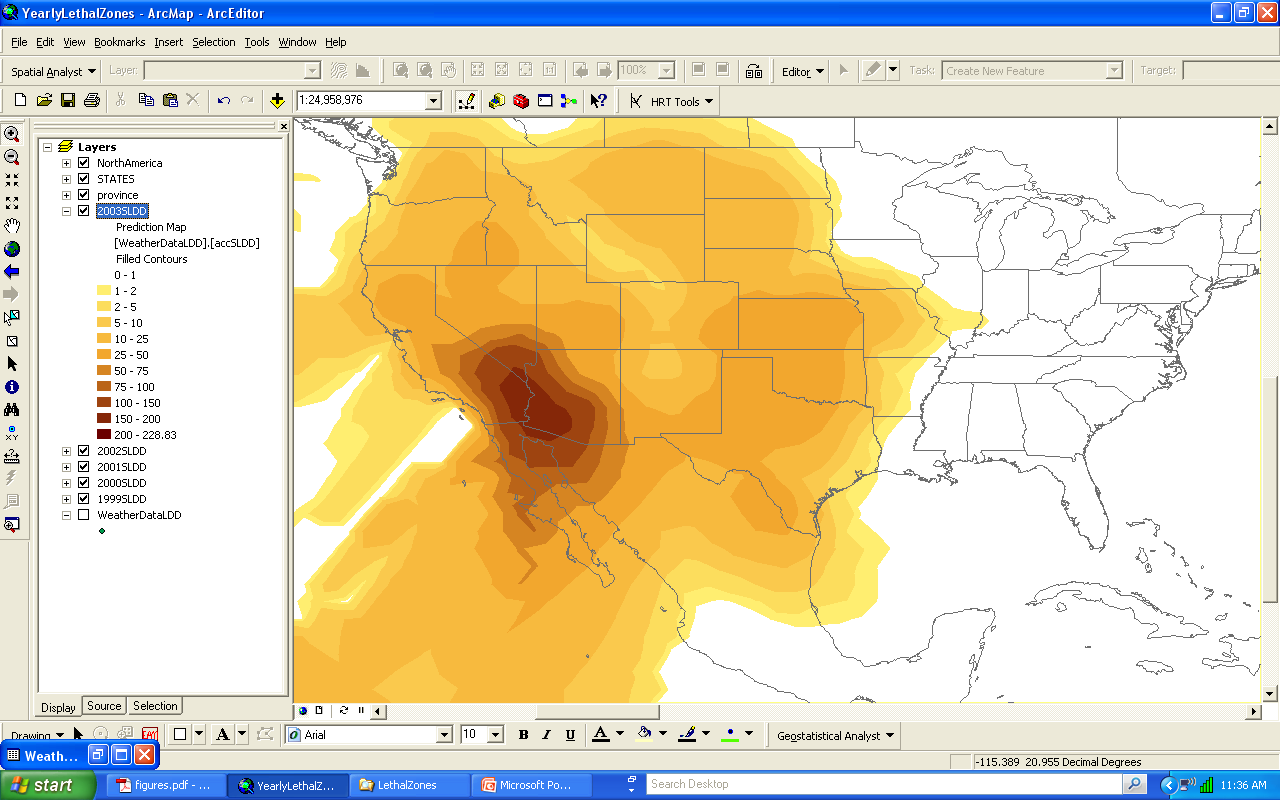 YearlyLethalZones - ArcMap - ArcEditor
File Edit View Bookmarks Insert Selection Tools Window Help
Spatial Analyst Layer: 1:1 100% Editor Task: Create New Feature Target:
1:24,958,976 HRT Tools
Layers
NorthAmerica
STATES
province
2003SLDD
Prediction Map
[WeatherDataLDD].[accSLDD]
Filled Contours
0 - 1
1 - 2
2 - 5
5 - 10
10 - 25
25 - 50
50 - 75
75 - 100
100 - 150
150 - 200
200 - 228.83
2002SLDD
2001SLDD
2000SLDD
1999SLDD
WeatherDataLDD
Display Source Selection
Drawing A Arial 10 B I U A Geostatistical Analyst
Weath...
-115.389 20.955 Decimal Degrees
start figures.pdf - ... YearlyLethalZ... LethalZones Microsoft Po... Search Desktop 11:36 AM